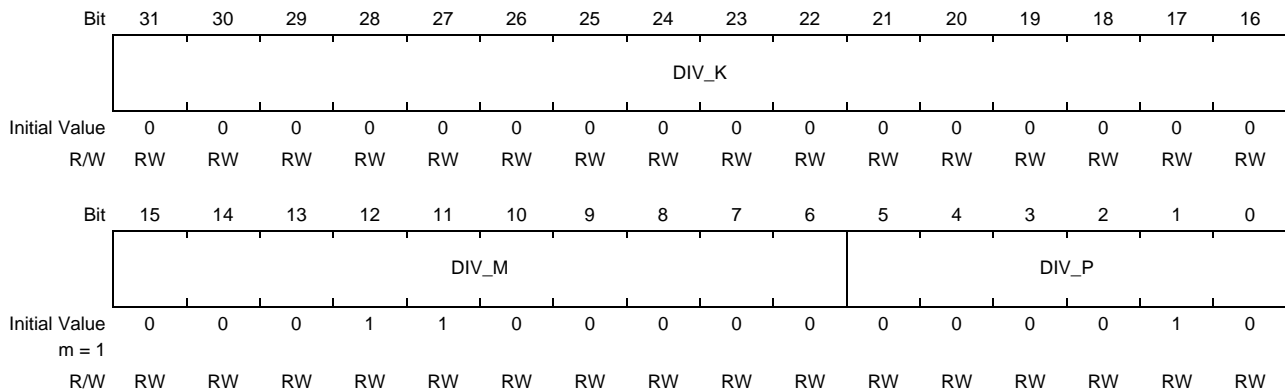 Bit 31 30 29 28 27 26 25 24 23 22 21 20 19 18 17 16
DIV_K
Initial Value 0 0 0 0 0 0 0 0 0 0 0 0 0 0 0 0
R/W RW RW RW RW RW RW RW RW RW RW RW RW RW RW RW RW
Bit 15 14 13 12 11 10 9 8 7 6 5 4 3 2 1 0
DIV_M DIV_P
Initial Value 0 0 0 1 1 0 0 0 0 0 0 0 0 0 1 0
m = 1
R/W RW RW RW RW RW RW RW RW RW RW RW RW RW RW RW RW